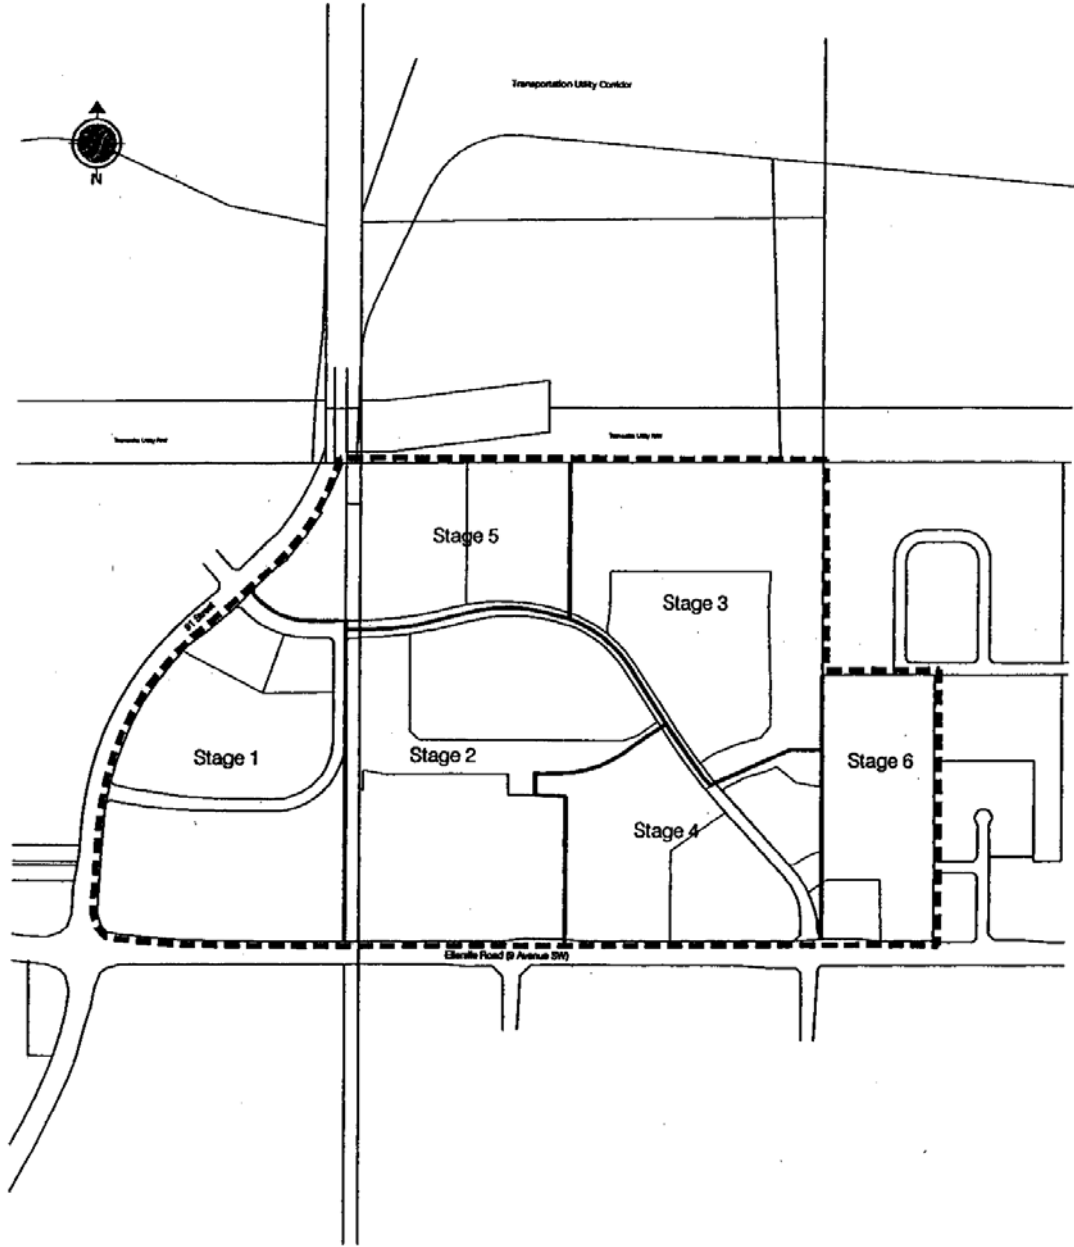 Transportation Utility Corridor
N
Stage 5
Stage 3
91 Street
Stage 1
Stage 2
Stage 6
Stage 4
Ellerslie Road (9 Avenue SW)